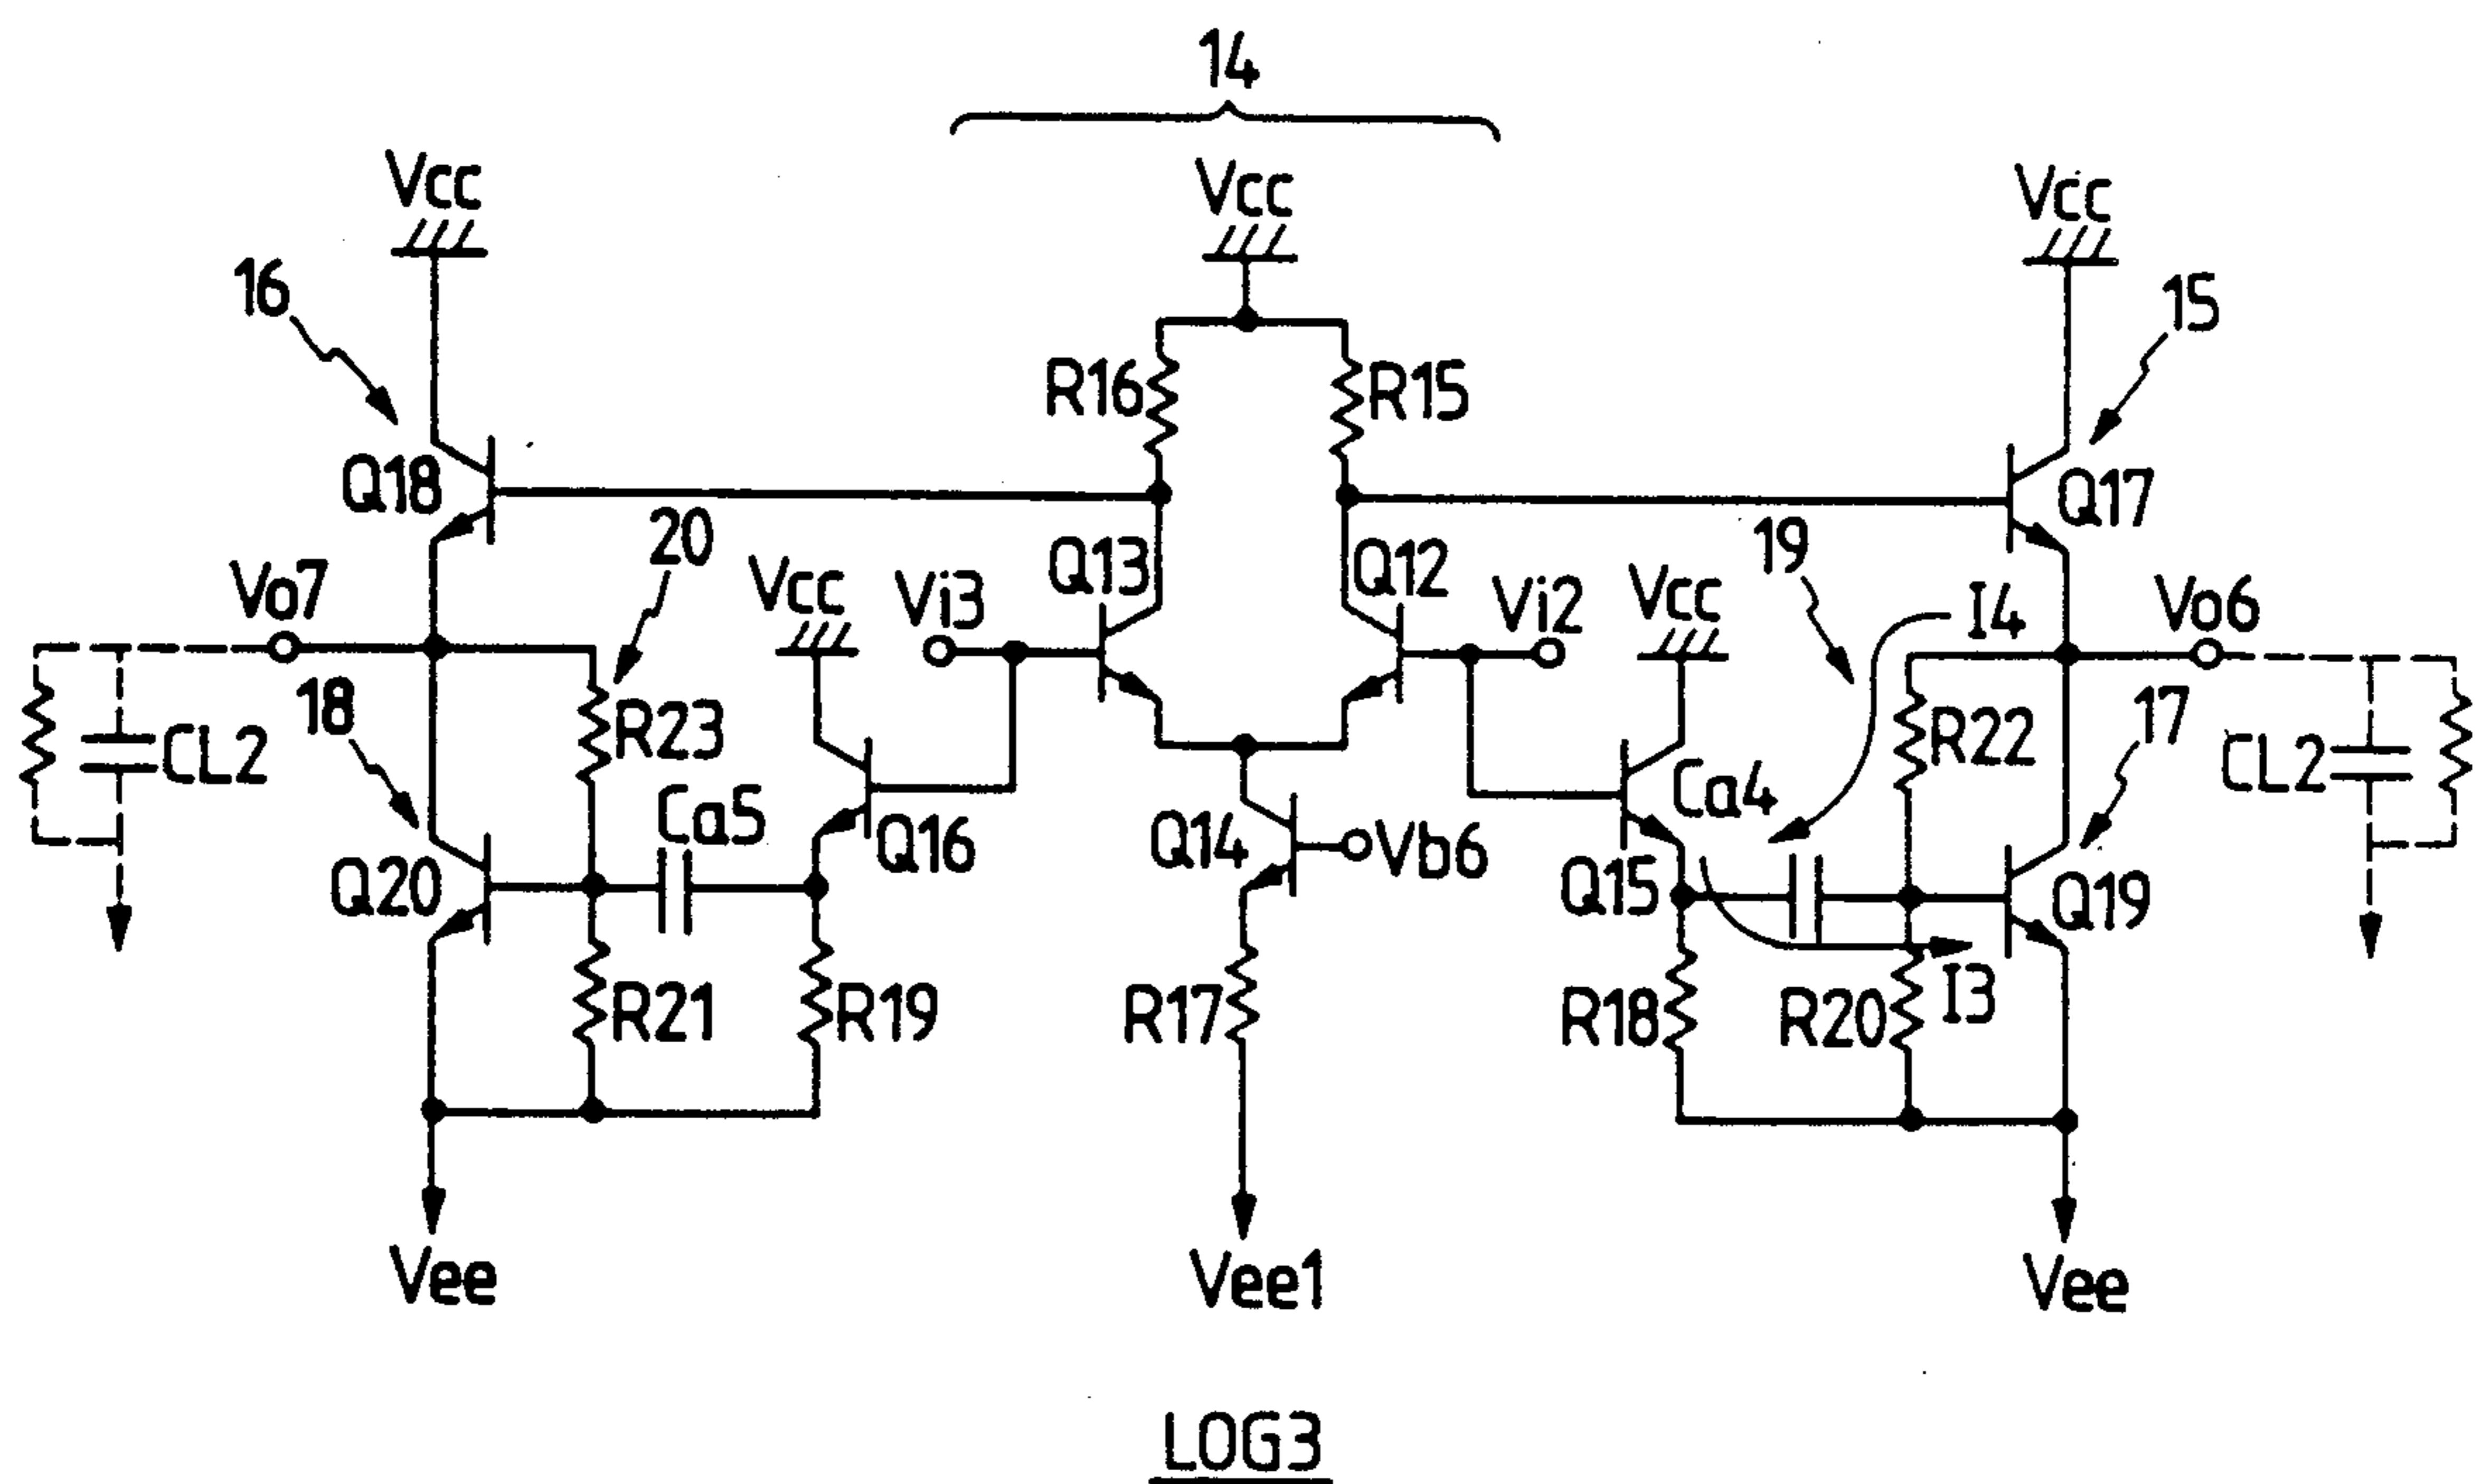 14
Vcc
Vcc
Vcc
16
15
R16
R15
Q18
Q17
20
Q13
Q12
19
Vo7
Vcc
Vi3
Vi2
Vcc
I4
Vo6
18
R23
17
CL2
Ca5
Q16
Q14
Vb6
Ca4
R22
CL2
Q20
Q15
Q19
R21
R19
R17
R18
R20
I3
Vee
Vee1
Vee
LOG3